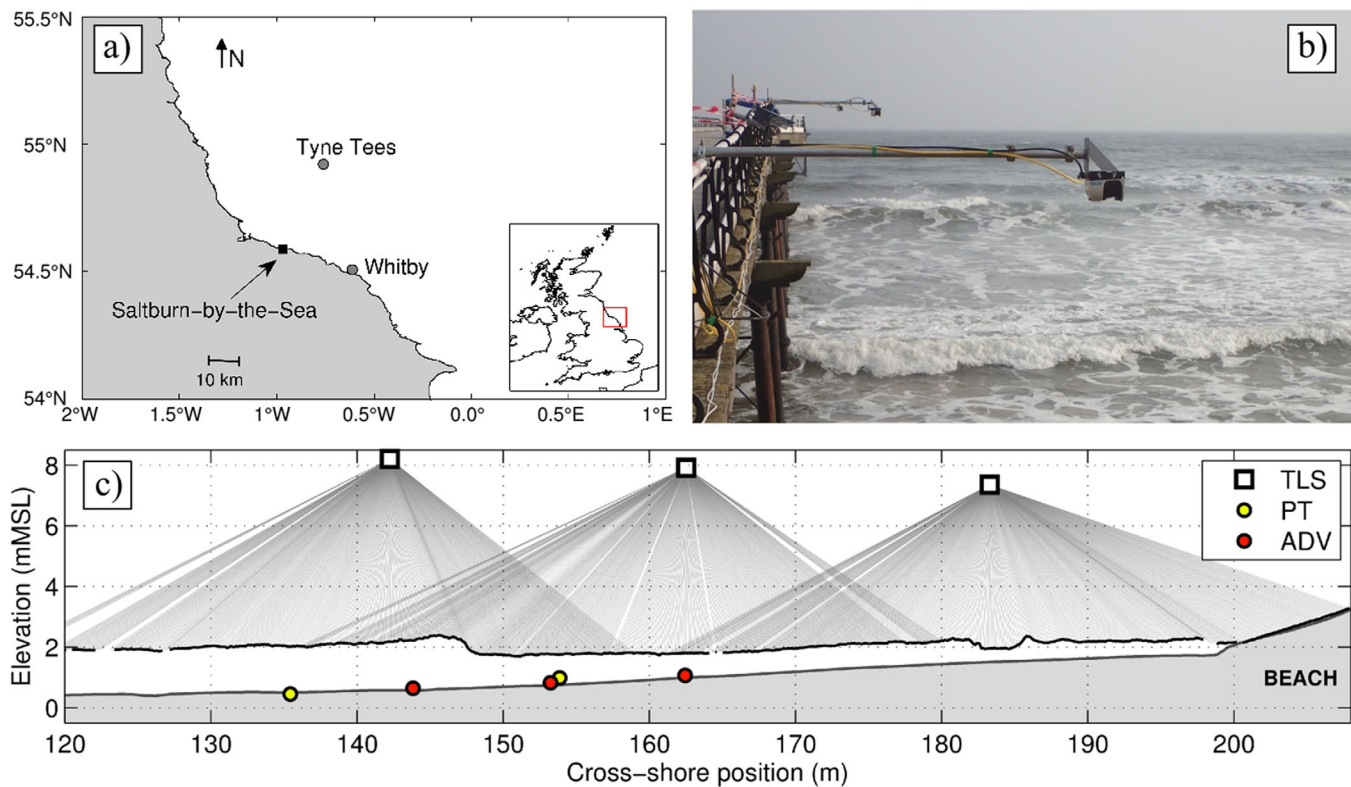 a)
N
55.5°N
55°N
54.5°N
54°N
2°W
1.5°W
1°W
0.5°W
0.0°
0.5°E
1°E
Tyne Tees
Whitby
Saltburn-by-the-Sea
10 km
b)
c)
Elevation (mMSL)
8
6
4
2
0
TLS
PT
ADV
BEACH
120
130
140
150
160
170
180
190
200
Cross-shore position (m)